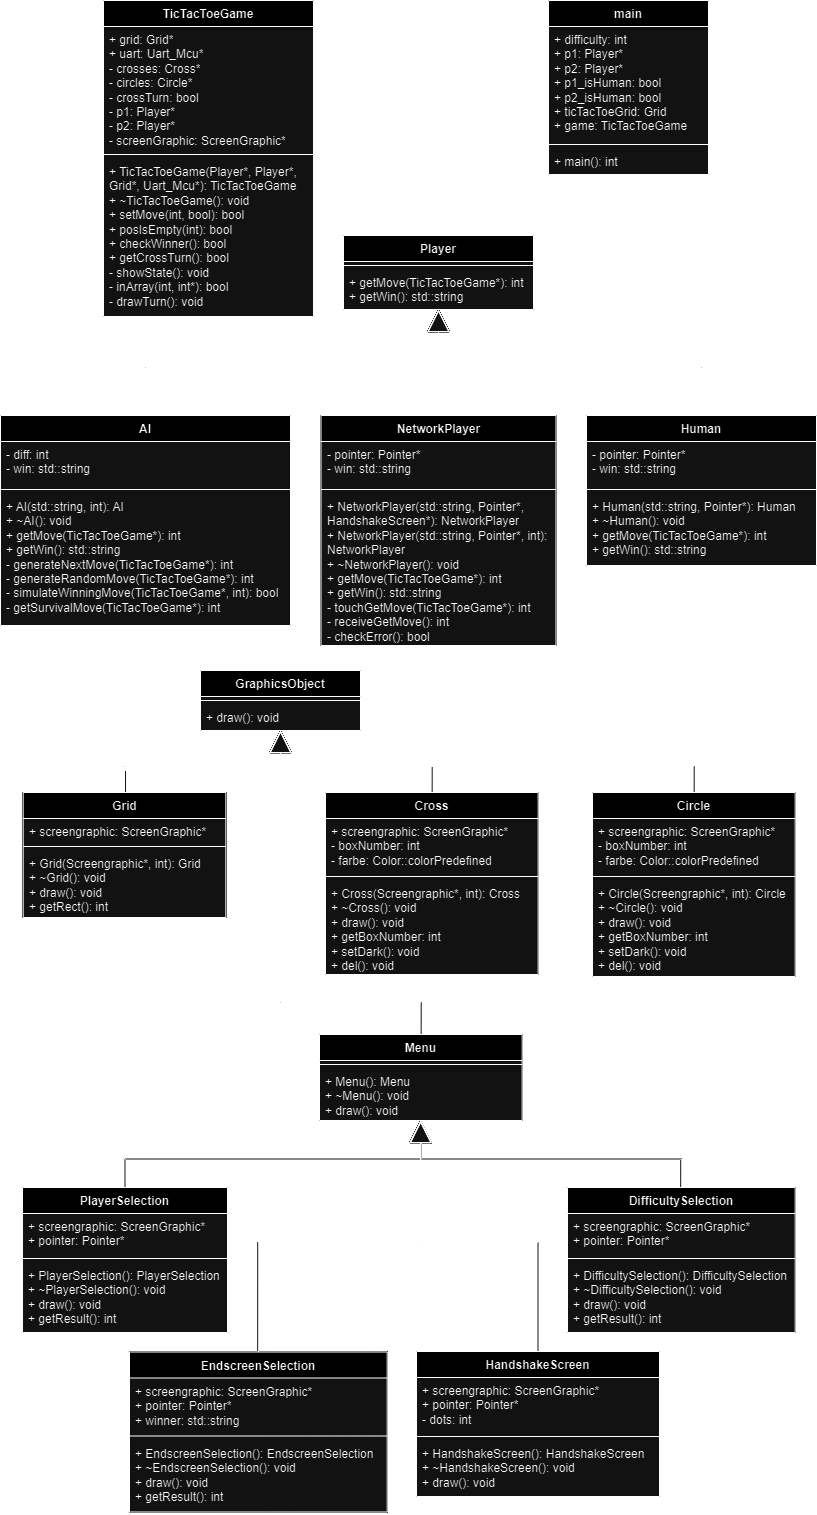 TicTacToeGame
+ grid: Grid*
+ uart: Uart_Mcu*
- crosses: Cross*
- circles: Circle*
- crossTurn: bool
- p1: Player*
- p2: Player*
- screenGraphic: ScreenGraphic*
+ TicTacToeGame(Player*, Player*,
Grid*, Uart_Mcu*): TicTacToeGame
+ ~TicTacToeGame(): void
+ setMove(int, bool): bool
+ posIsEmpty(int): bool
+ checkWinner(): bool
+ getCrossTurn(): bool
- showState(): void
- inArray(int, int*): bool
- drawTurn(): void
main
+ difficulty: int
+ p1: Player*
+ p2: Player*
+ p1_isHuman: bool
+ p2_isHuman: bool
+ ticTacToeGrid: Grid
+ game: TicTacToeGame
+ main(): int
Player
+ getMove(TicTacToeGame*): int
+ getWin(): std::string
AI
- diff: int
- win: std::string
+ AI(std::string, int): AI
+ ~AI(): void
+ getMove(TicTacToeGame*): int
+ getWin(): std::string
- generateNextMove(TicTacToeGame*): int
- generateRandomMove(TicTacToeGame*): int
- simulateWinningMove(TicTacToeGame*, int): bool
- getSurvivalMove(TicTacToeGame*): int
NetworkPlayer
- pointer: Pointer*
- win: std::string
+ NetworkPlayer(std::string, Pointer*,
HandshakeScreen*): NetworkPlayer
+ NetworkPlayer(std::string, Pointer*, int):
NetworkPlayer
+ ~NetworkPlayer(): void
+ getMove(TicTacToeGame*): int
+ getWin(): std::string
- touchGetMove(TicTacToeGame*): int
- receiveGetMove(): int
- checkError(): bool
Human
- pointer: Pointer*
- win: std::string
+ Human(std::string, Pointer*): Human
+ ~Human(): void
+ getMove(TicTacToeGame*): int
+ getWin(): std::string
GraphicsObject
+ draw(): void
Grid
+ screengraphic: ScreenGraphic*
+ Grid(Screengraphic*, int): Grid
+ ~Grid(): void
+ draw(): void
+ getRect(): int
Cross
+ screengraphic: ScreenGraphic*
- boxNumber: int
- farbe: Color::colorPredefined
+ Cross(Screengraphic*, int): Cross
+ ~Cross(): void
+ draw(): void
+ getBoxNumber: int
+ setDark(): void
+ del(): void
Circle
+ screengraphic: ScreenGraphic*
- boxNumber: int
- farbe: Color::colorPredefined
+ Circle(Screengraphic*, int): Circle
+ ~Circle(): void
+ draw(): void
+ getBoxNumber: int
+ setDark(): void
+ del(): void
Menu
+ Menu(): Menu
+ ~Menu(): void
+ draw(): void
PlayerSelection
+ screengraphic: ScreenGraphic*
+ pointer: Pointer*
+ PlayerSelection(): PlayerSelection
+ ~PlayerSelection(): void
+ draw(): void
+ getResult(): int
DifficultySelection
+ screengraphic: ScreenGraphic*
+ pointer: Pointer*
+ DifficultySelection(): DifficultySelection
+ ~DifficultySelection(): void
+ draw(): void
+ getResult(): int
EndscreenSelection
+ screengraphic: ScreenGraphic*
+ pointer: Pointer*
+ winner: std::string
+ EndscreenSelection(): EndscreenSelection
+ ~EndscreenSelection(): void
+ draw(): void
+ getResult(): int
HandshakeScreen
+ screengraphic: ScreenGraphic*
+ pointer: Pointer*
- dots: int
+ HandshakeScreen(): HandshakeScreen
+ ~HandshakeScreen(): void
+ draw(): void